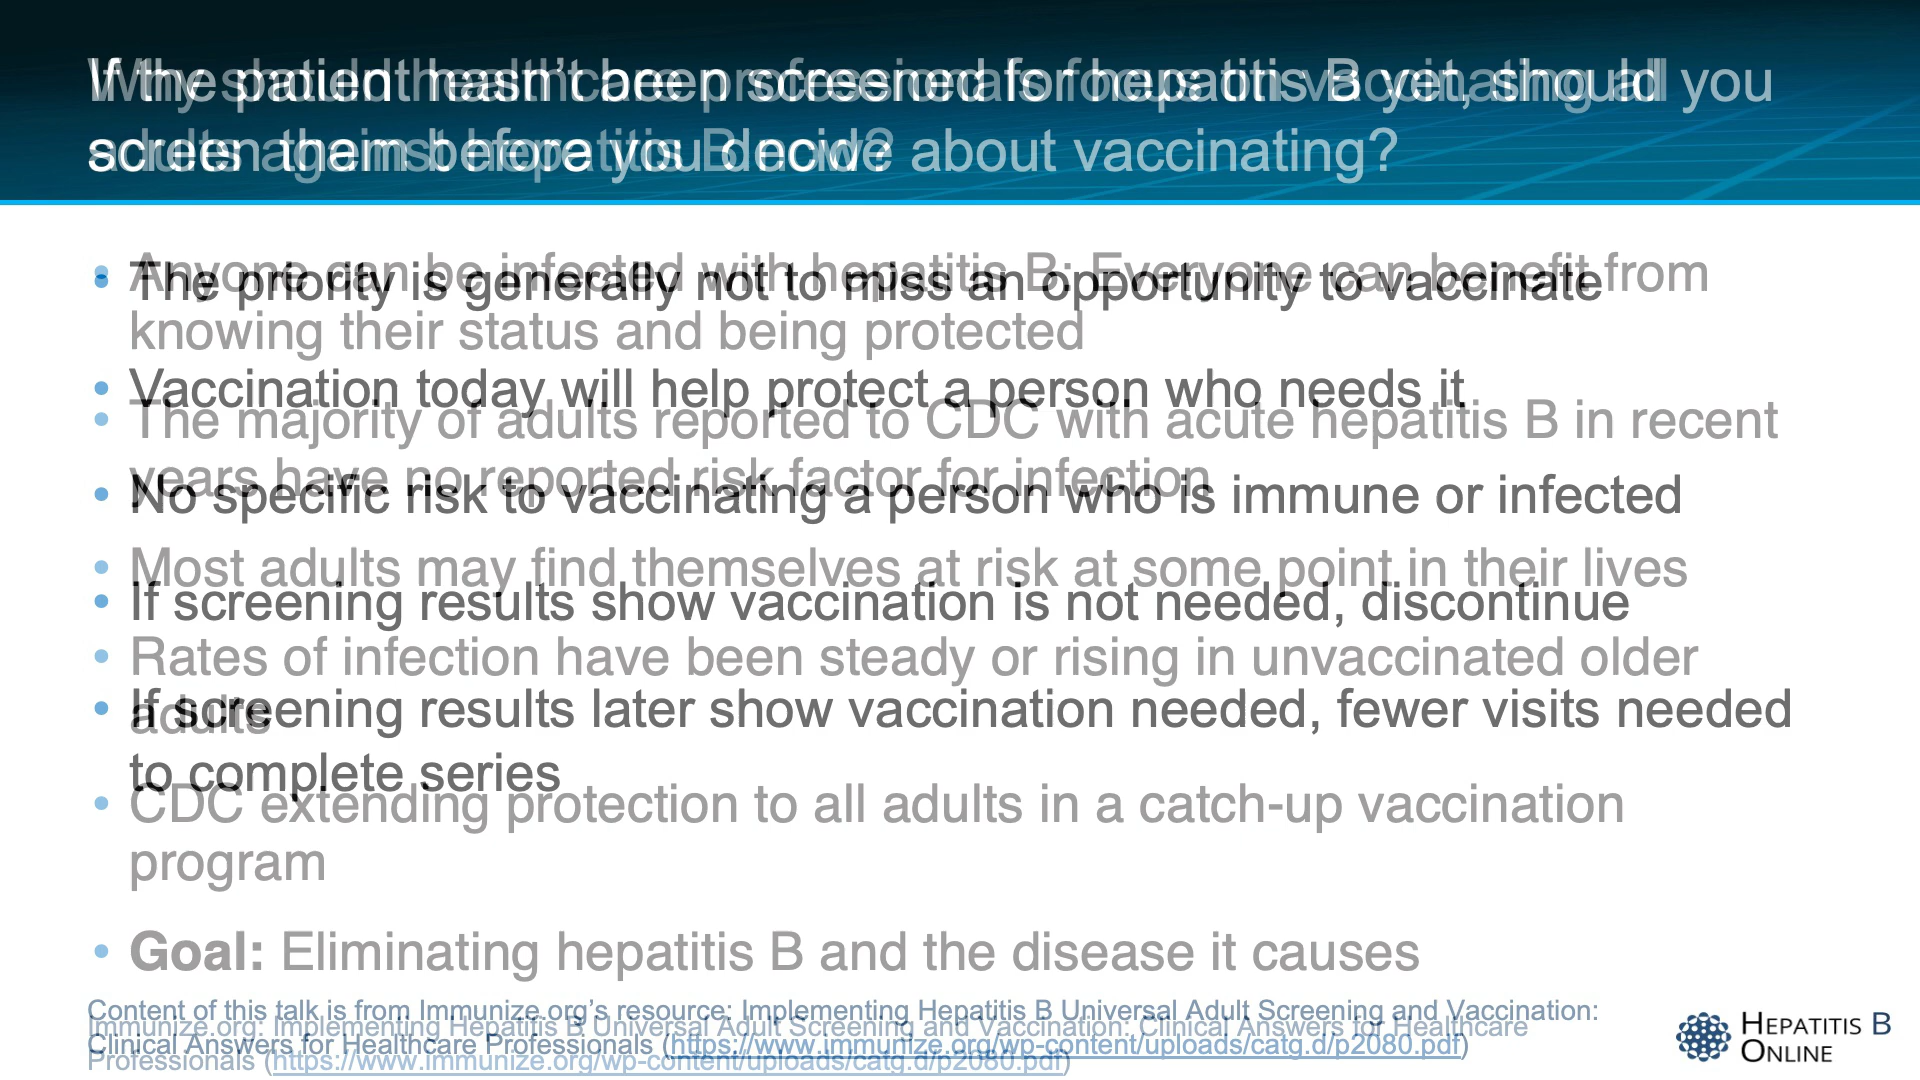 If the patient hasn’t been screened for hepatitis B yet, should you
screen them before you decide about vaccinating?
Why should healthcare professionals focus on vaccinating all
adults against hepatitis B now?
• Anyone can be infected with hepatitis B: Everyone can benefit from
knowing their status and being protected
• The majority of adults reported to CDC with acute hepatitis B in recent
years have no reported risk factor for infection
• Most adults may find themselves at risk at some point in their lives
• Rates of infection have been steady or rising in unvaccinated older
adults
• CDC extending protection to all adults in a catch-up vaccination
program
• Goal: Eliminating hepatitis B and the disease it causes
• The priority is generally not to miss an opportunity to vaccinate
• Vaccination today will help protect a person who needs it
• No specific risk to vaccinating a person who is immune or infected
• If screening results show vaccination is not needed, discontinue
• If screening results later show vaccination needed, fewer visits needed
to complete series
Content of this talk is from Immunize.org’s resource: Implementing Hepatitis B Universal Adult Screening and Vaccination:
Clinical Answers for Healthcare Professionals (https://www.immunize.org/wp-content/uploads/catg.d/p2080.pdf)
Immunize.org: Implementing Hepatitis B Universal Adult Screening and Vaccination: Clinical Answers for Healthcare
Professionals (https://www.immunize.org/wp-content/uploads/catg.d/p2080.pdf)
HEPATITIS B
ONLINE